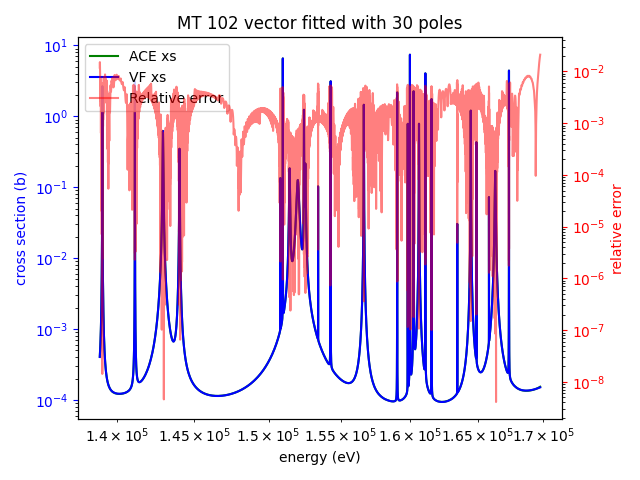 MT 102 vector fitted with 30 poles
ACE xs
VF xs
Relative error
10¹
10⁰
10⁻¹
10⁻²
10⁻³
10⁻⁴
cross section (b)
10⁻²
10⁻³
10⁻⁴
10⁻⁵
10⁻⁶
10⁻⁷
10⁻⁸
relative error
1.4 × 10⁵ 1.45 × 10⁵ 1.5 × 10⁵ 1.55 × 10⁵ 1.6 × 10⁵ 1.65 × 10⁵ 1.7 × 10⁵
energy (eV)